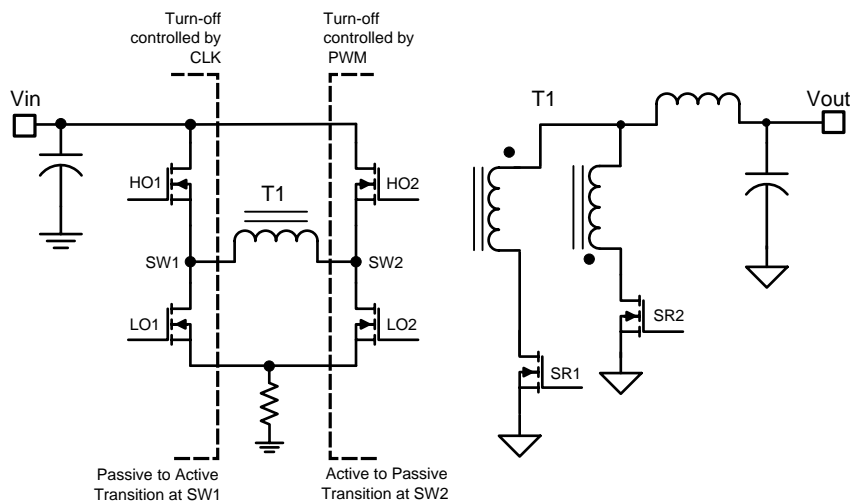 Turn-off
controlled by
CLK
Turn-off
controlled by
PWM
Vin
T1
Vout
HO1
HO2
T1
SW1
SW2
LO1
LO2
SR2
SR1
Passive to Active
Transition at SW1
Active to Passive
Transition at SW2